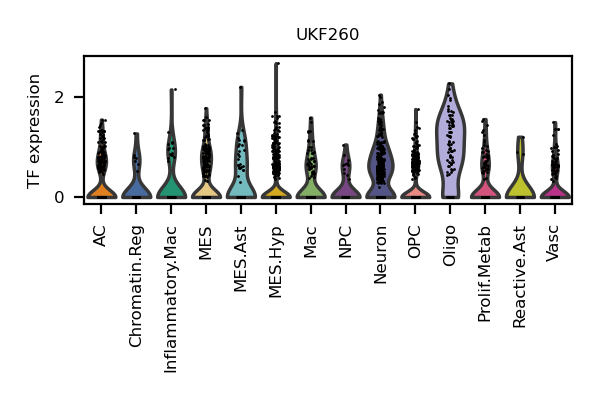 UKF260
TF expression
2
0
AC
Chromatin.Reg
Inflammatory.Mac
MES
MES.Ast
MES.Hyp
Mac
NPC
Neuron
OPC
Oligo
Prolif.Metab
Reactive.Ast
Vasc